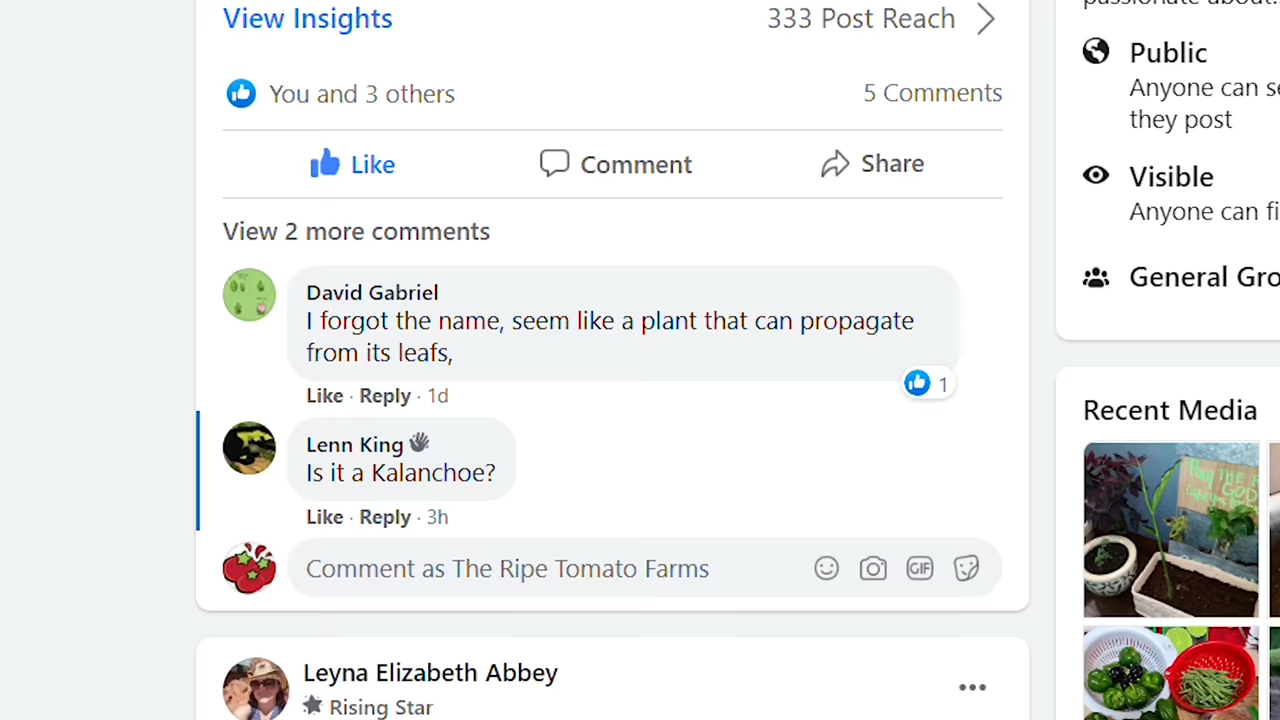 passionate about...
View Insights
333 Post Reach
Public
Anyone can se
they post
You and 3 others
5 Comments
Like
Comment
Share
Visible
Anyone can fi
View 2 more comments
General Gro
David Gabriel
I forgot the name, seem like a plant that can propagate
from its leafs,
1
Like · Reply · 1d
Recent Media
Lenn King
Is it a Kalanchoe?
Like · Reply · 3h
Comment as The Ripe Tomato Farms
GIF
Leyna Elizabeth Abbey
Rising Star